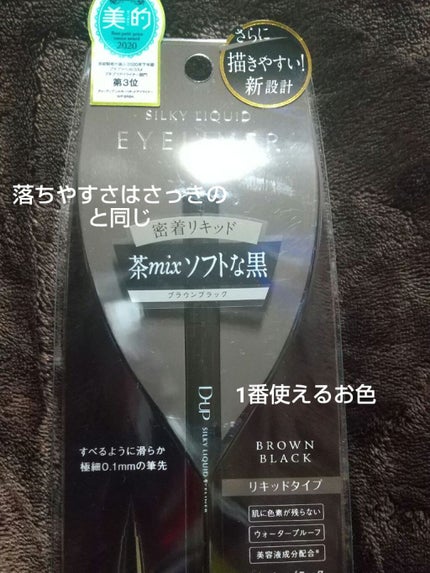 美的
2020
第3位
さらに
描きやすい!
新設計
SILKY LIQUID
EYELINER
落ちやすさはさっきの
と同じ
密着リキッド
茶mixソフトな黒
ブラウンブラック
1番使えるお色
D-UP SILKY LIQUID EYELINER
すべるように滑らか
極細0.1mmの筆先
BROWN
BLACK
リキッドタイプ
肌に色素が残らない
ウォータープルーフ
美容液成分配合※